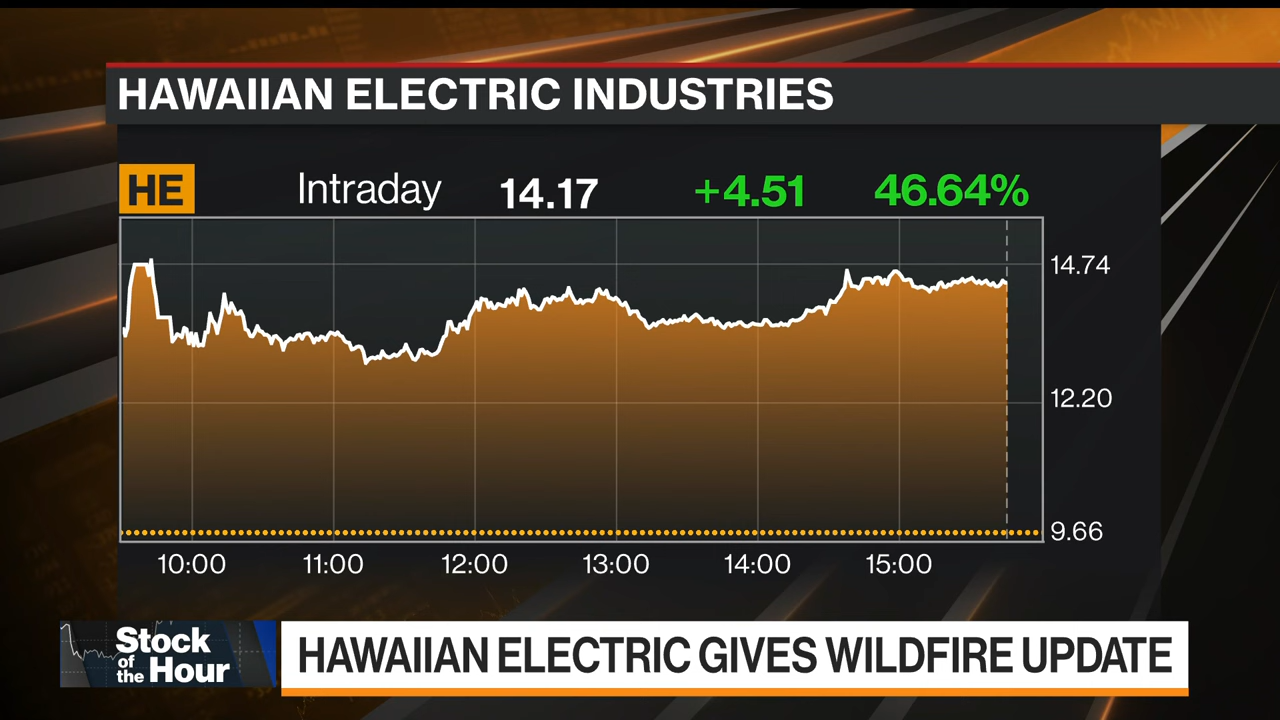 HAWAIIAN ELECTRIC INDUSTRIES
HE Intraday 14.17 +4.51 46.64%
14.74
12.20
9.66
10:00 11:00 12:00 13:00 14:00 15:00
Stock
of
the Hour
HAWAIIAN ELECTRIC GIVES WILDFIRE UPDATE